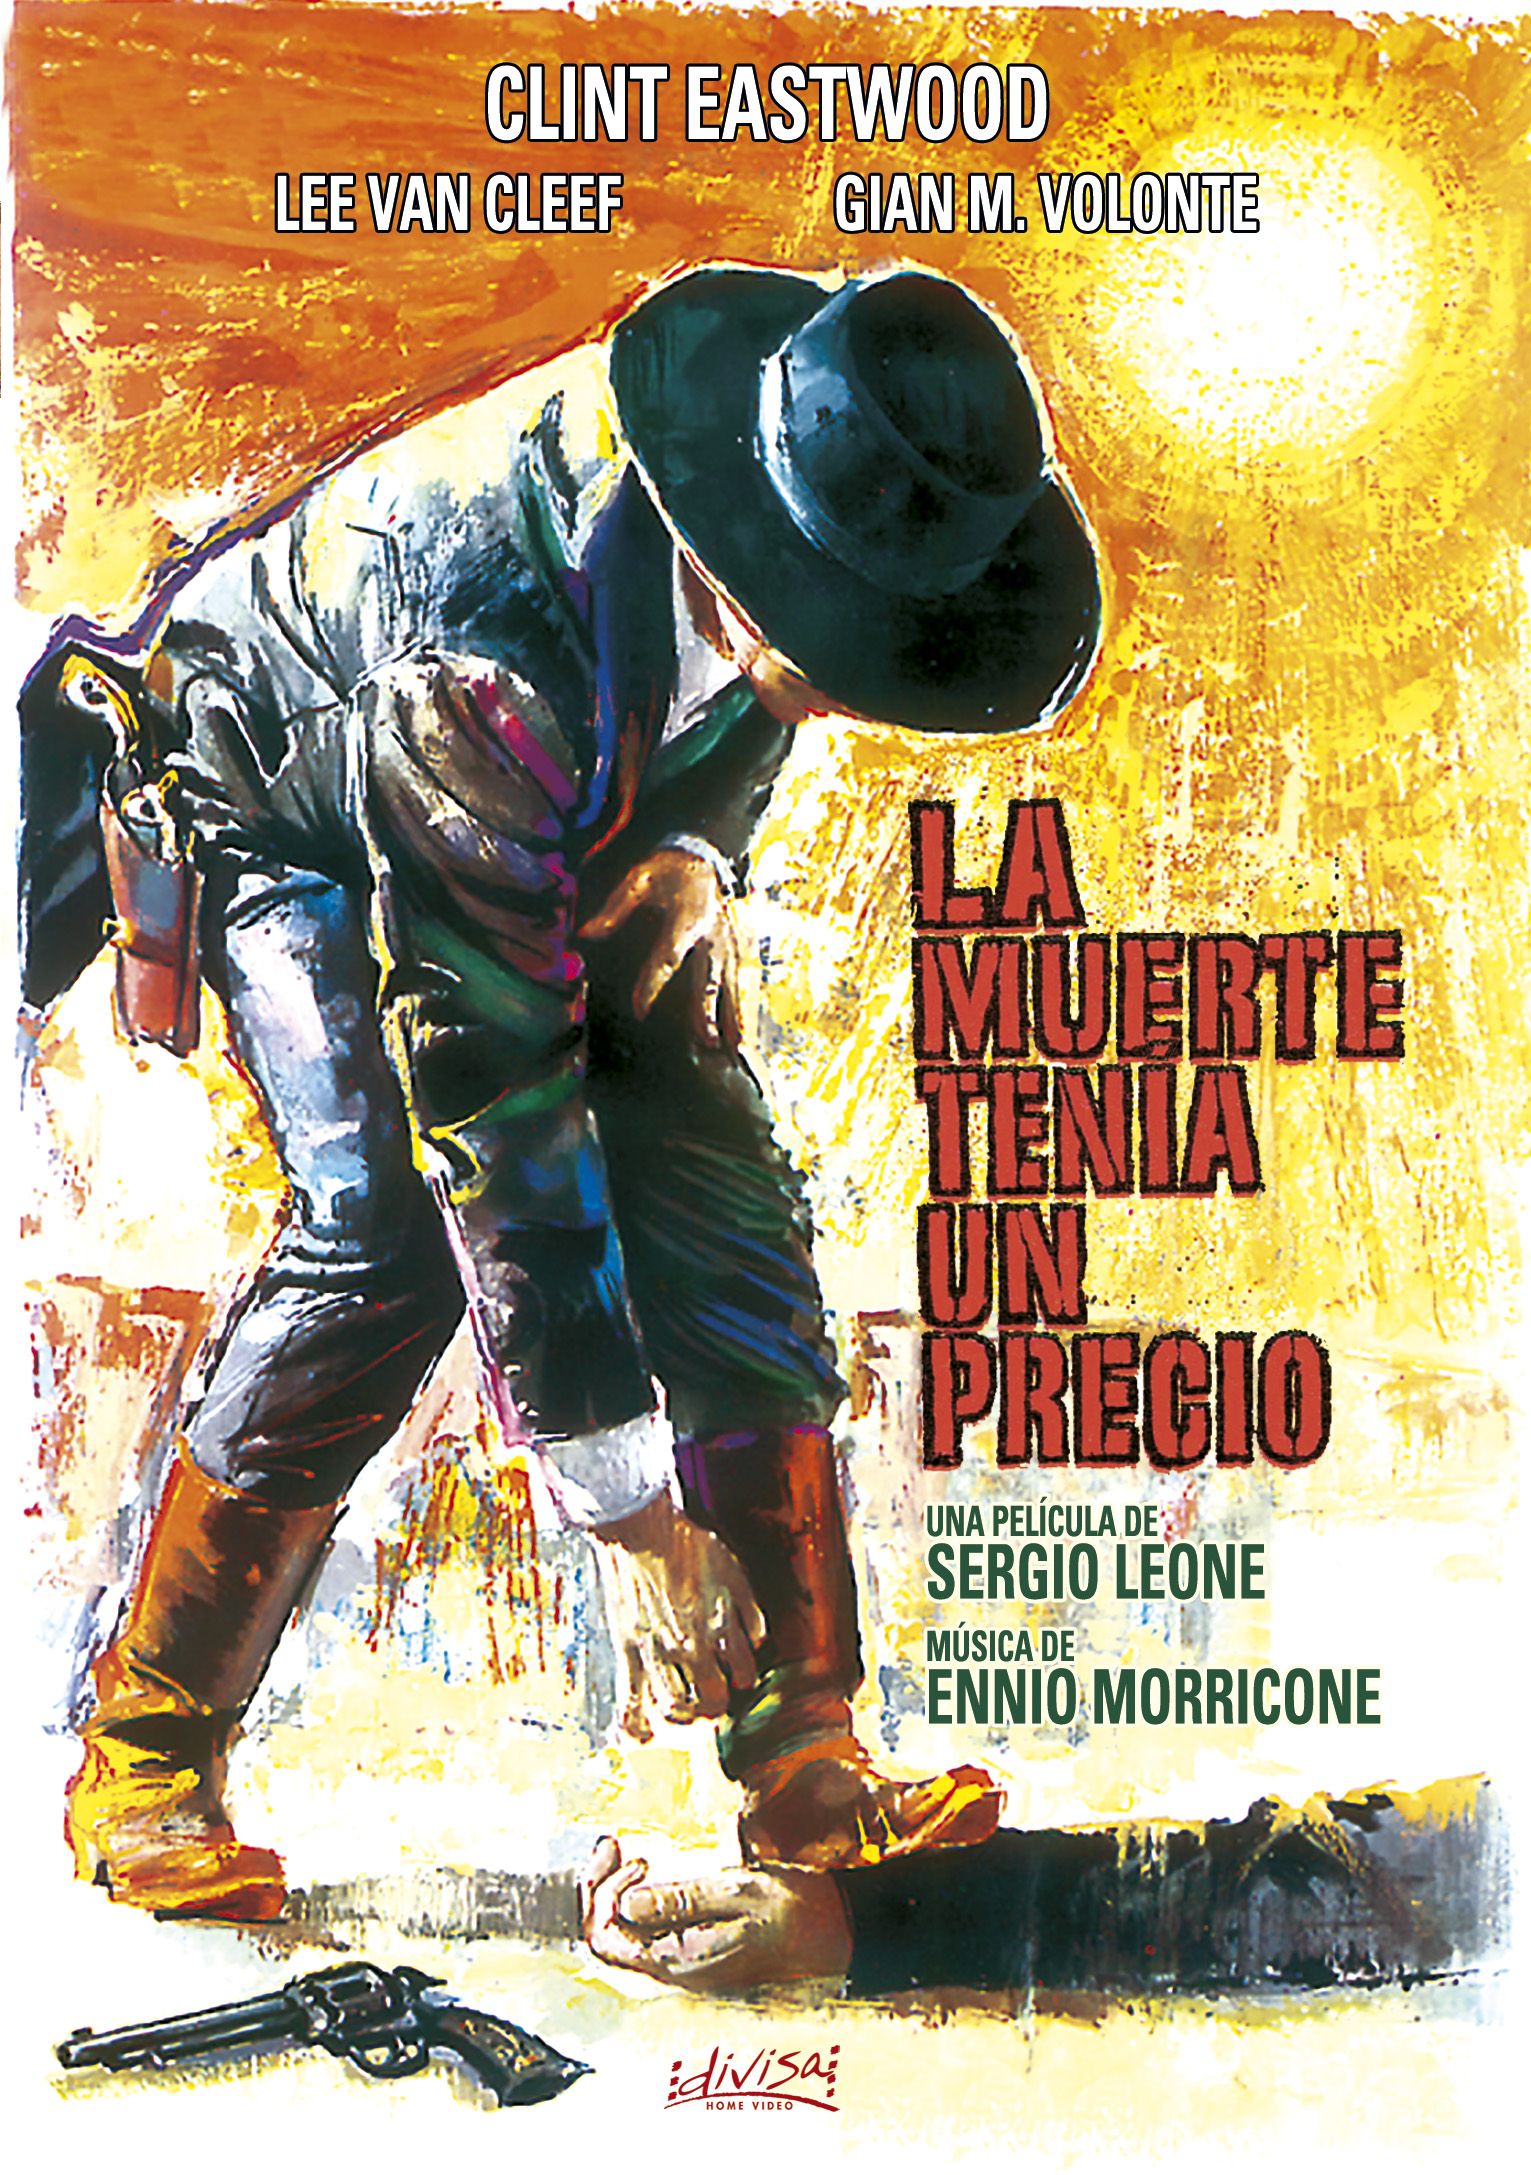 CLINT EASTWOOD
LEE VAN CLEEF GIAN M. VOLONTE
LA
MUERTE
TENÍA
UN
PRECIO
UNA PELÍCULA DE
SERGIO LEONE
MÚSICA DE
ENNIO MORRICONE
divisa
HOME VIDEO